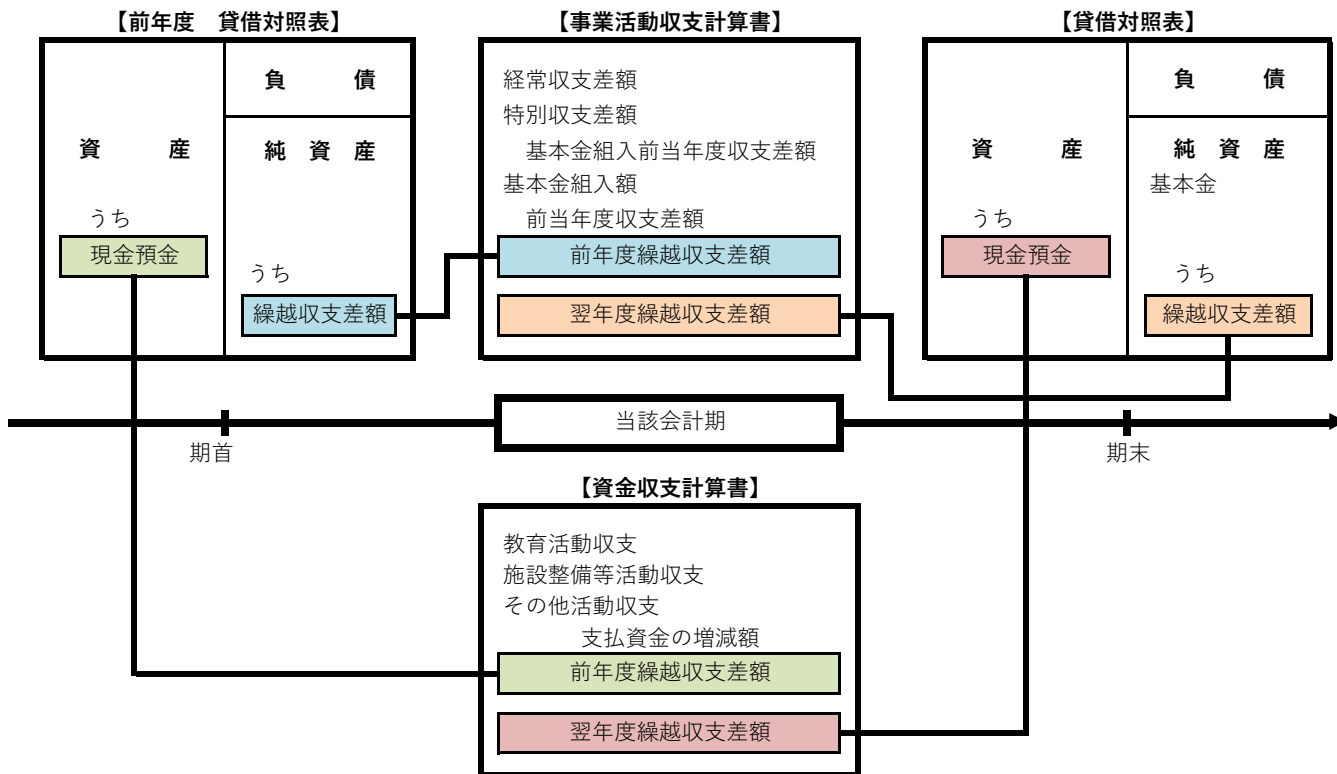 【前年度　貸借対照表】
負　債
資　産
純　資　産
うち
現金預金
うち
繰越収支差額
【事業活動収支計算書】
経常収支差額
特別収支差額
基本金組入前当年度収支差額
基本金組入額
前当年度収支差額
前年度繰越収支差額
翌年度繰越収支差額
【貸借対照表】
負　債
資　産
純　資　産
基本金
うち
現金預金
うち
繰越収支差額
当該会計期
期首
期末
【資金収支計算書】
教育活動収支
施設整備等活動収支
その他活動収支
支払資金の増減額
前年度繰越収支差額
翌年度繰越収支差額